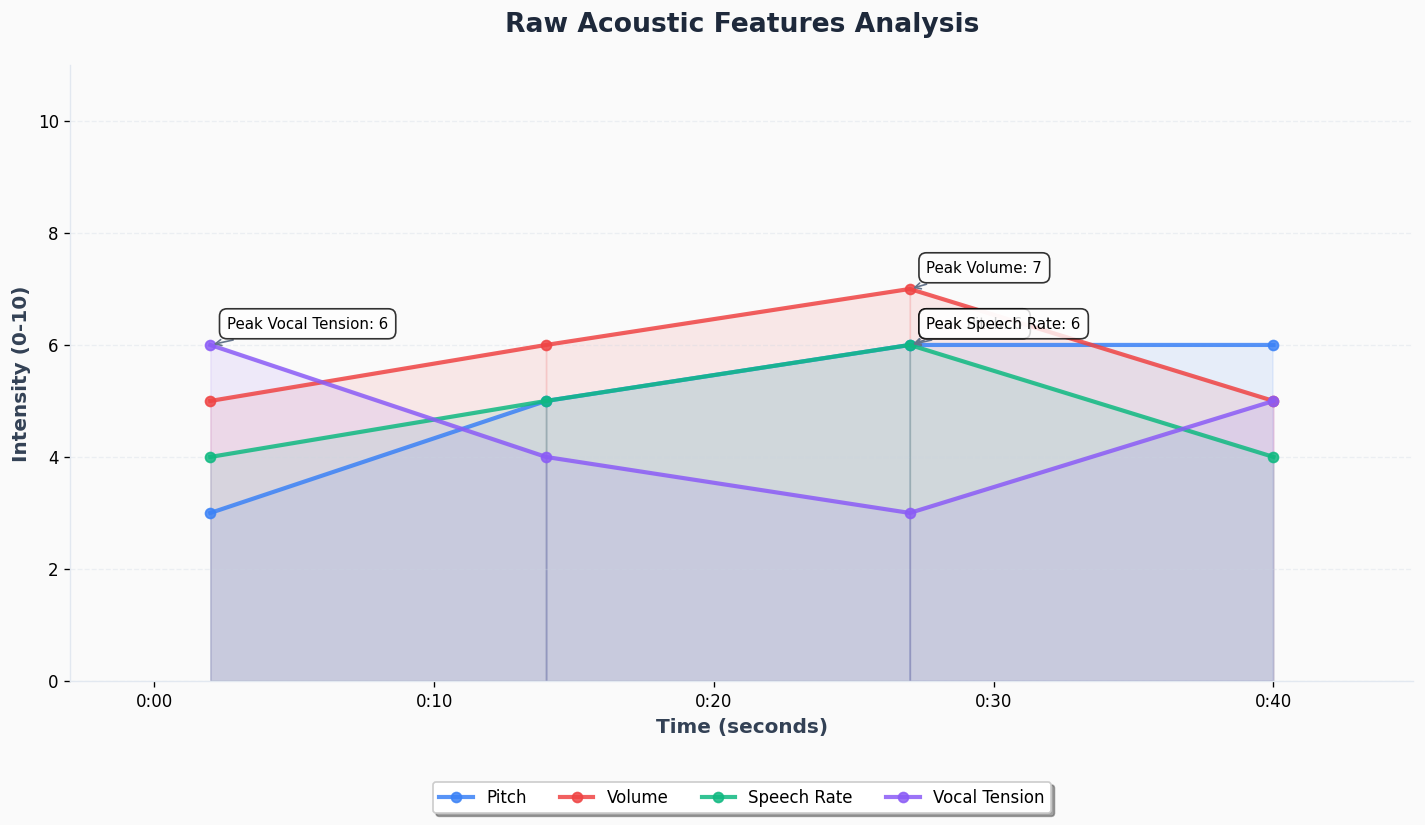 Raw Acoustic Features Analysis
Intensity (0-10)
10
8
6
4
2
0
Peak Vocal Tension: 6
Peak Volume: 7
Peak Speech Rate: 6
0:00
0:10
0:20
0:30
0:40
Time (seconds)
Pitch
Volume
Speech Rate
Vocal Tension